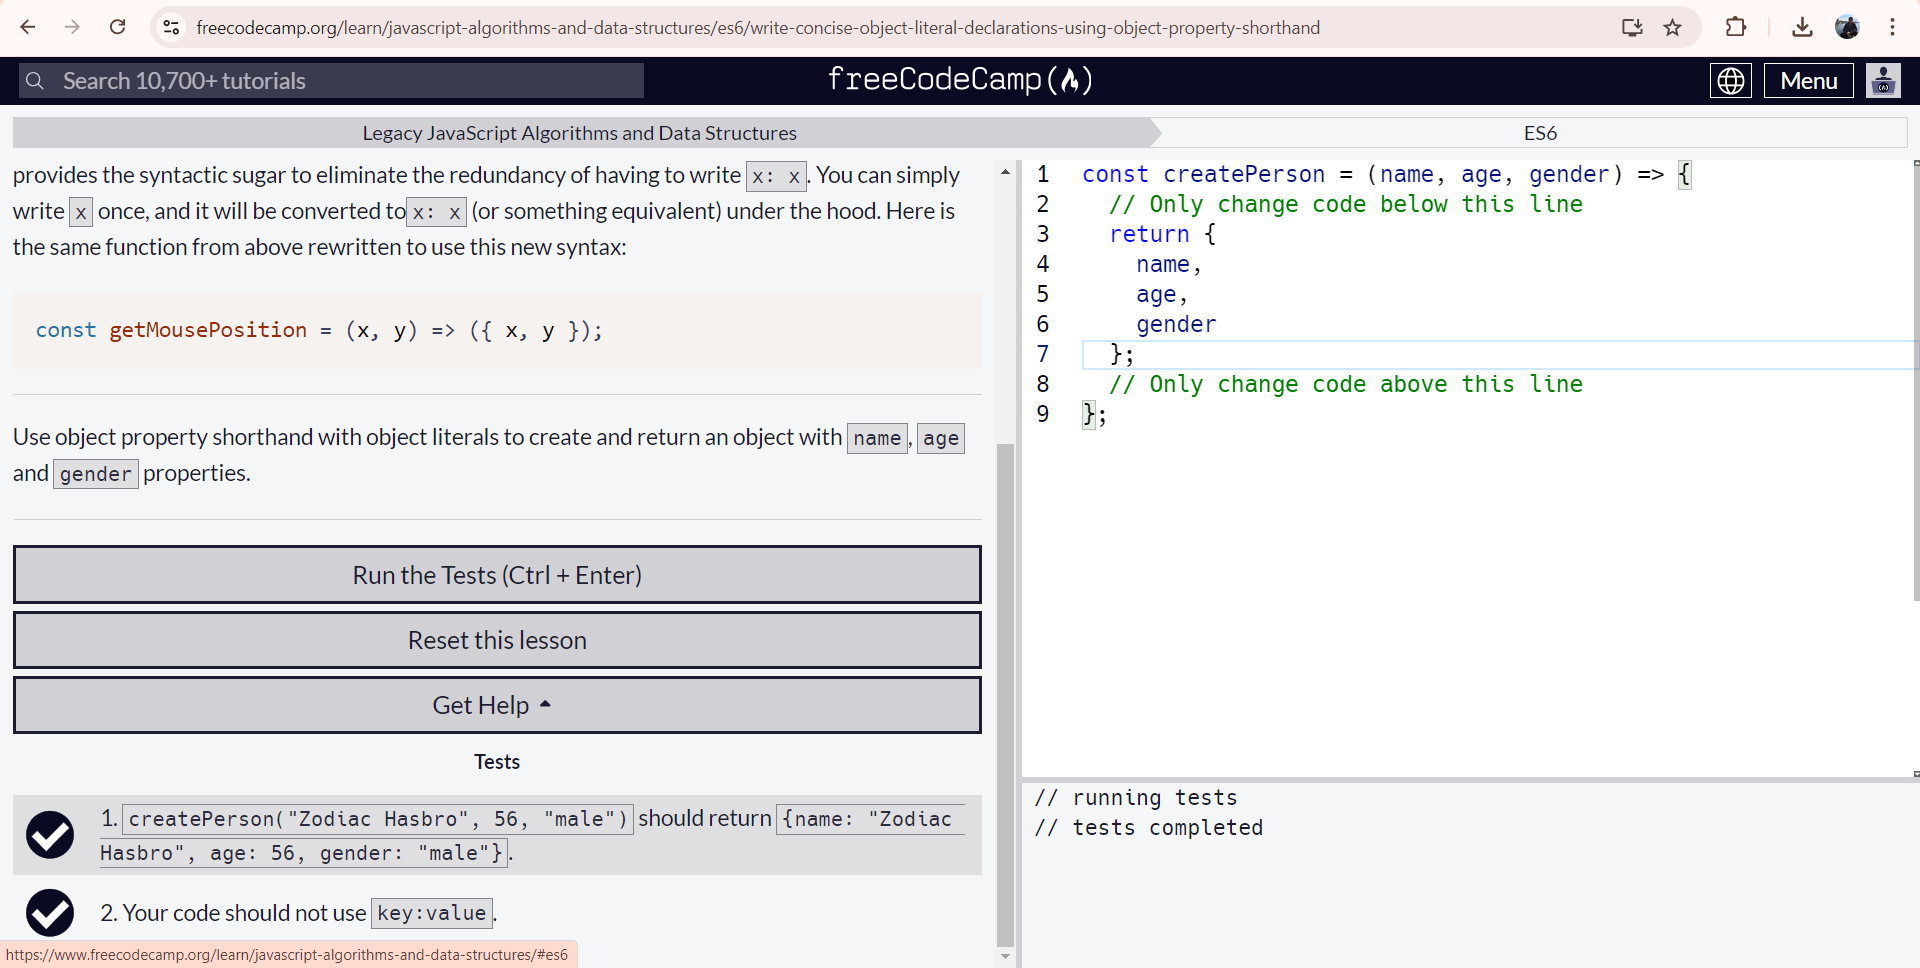 freecodecamp.org/learn/javascript-algorithms-and-data-structures/es6/write-concise-object-literal-declarations-using-object-property-shorthand
Search 10,700+ tutorials
freeCodeCamp(🔥)
Menu
Legacy JavaScript Algorithms and Data Structures
ES6
provides the syntactic sugar to eliminate the redundancy of having to write x: x. You can simply
write x once, and it will be converted to x: x (or something equivalent) under the hood. Here is
the same function from above rewritten to use this new syntax:
const getMousePosition = (x, y) => ({ x, y });
Use object property shorthand with object literals to create and return an object with name, age
and gender properties.
Run the Tests (Ctrl + Enter)
Reset this lesson
Get Help
Tests
1. createPerson("Zodiac Hasbro", 56, "male") should return {name: "Zodiac
Hasbro", age: 56, gender: "male"}.
2. Your code should not use key:value.
https://www.freecodecamp.org/learn/javascript-algorithms-and-data-structures/#es6
1 const createPerson = (name, age, gender) => {
2 // Only change code below this line
3 return {
4 name,
5 age,
6 gender
7 };
8 // Only change code above this line
9 };
// running tests
// tests completed